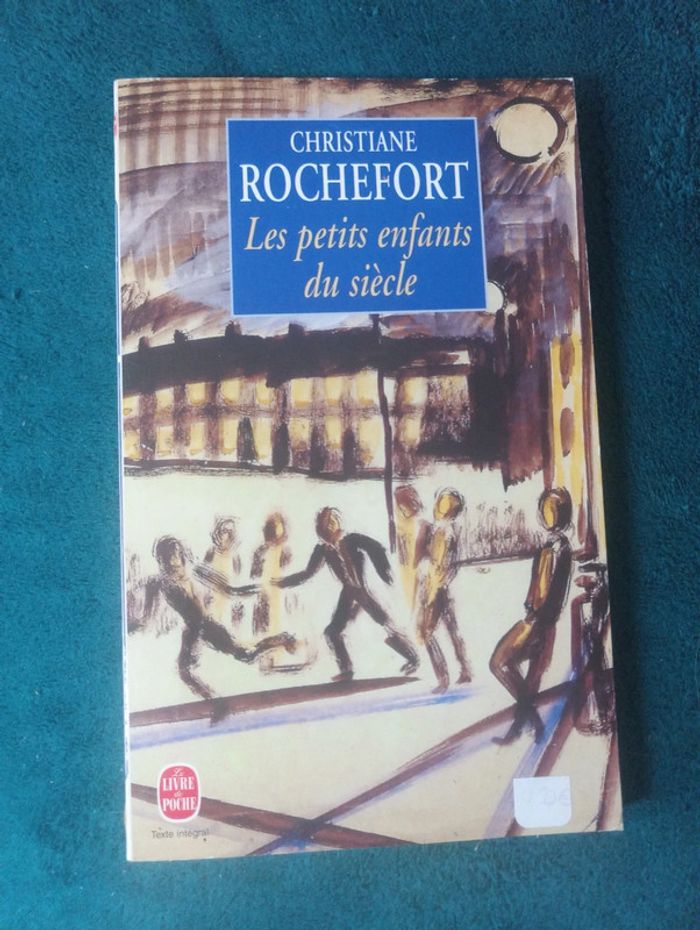 CHRISTIANE
ROCHEFORT
Les petits enfants
du siècle
Le
LIVRE
de
POCHE
Texte intégral